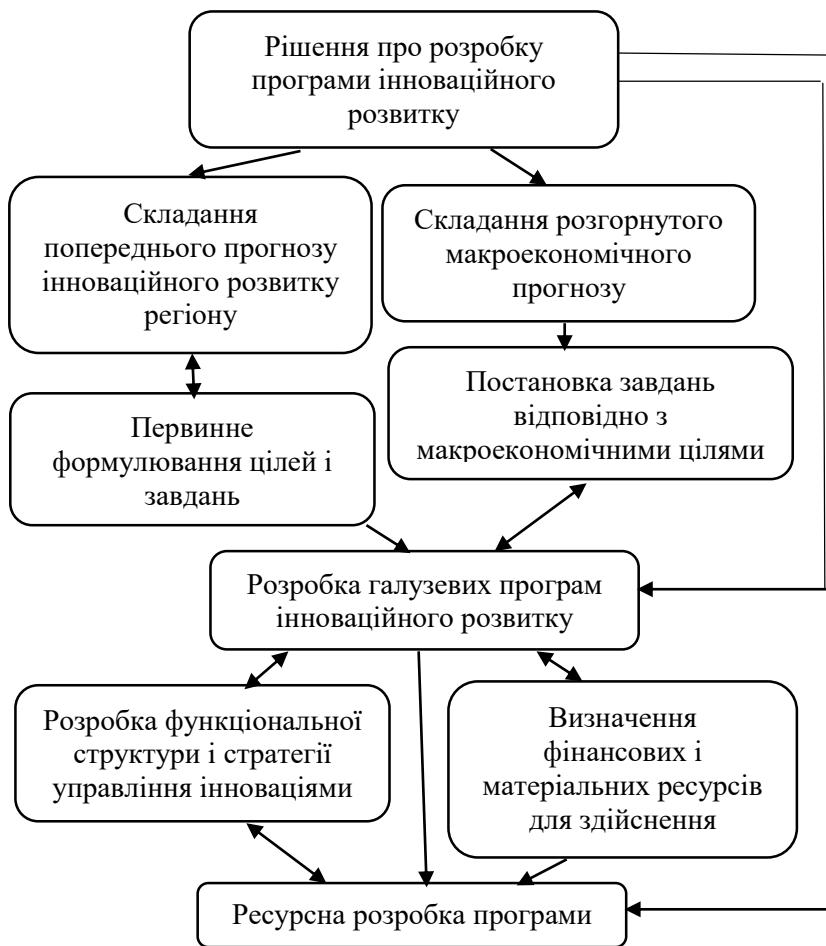 Рішення про розробку
програми інноваційного
розвитку
Складання
попереднього прогнозу
інноваційного розвитку
регіону
Складання розгорнутого
макроекономічного
прогнозу
Первинне
формулювання цілей і
завдань
Постановка завдань
відповідно з
макроекономічними цілями
Розробка галузевих програм
інноваційного розвитку
Розробка функціональної
структури і стратегії
управління інноваціями
Визначення
фінансових і
матеріальних ресурсів
для здійснення
Ресурсна розробка програми